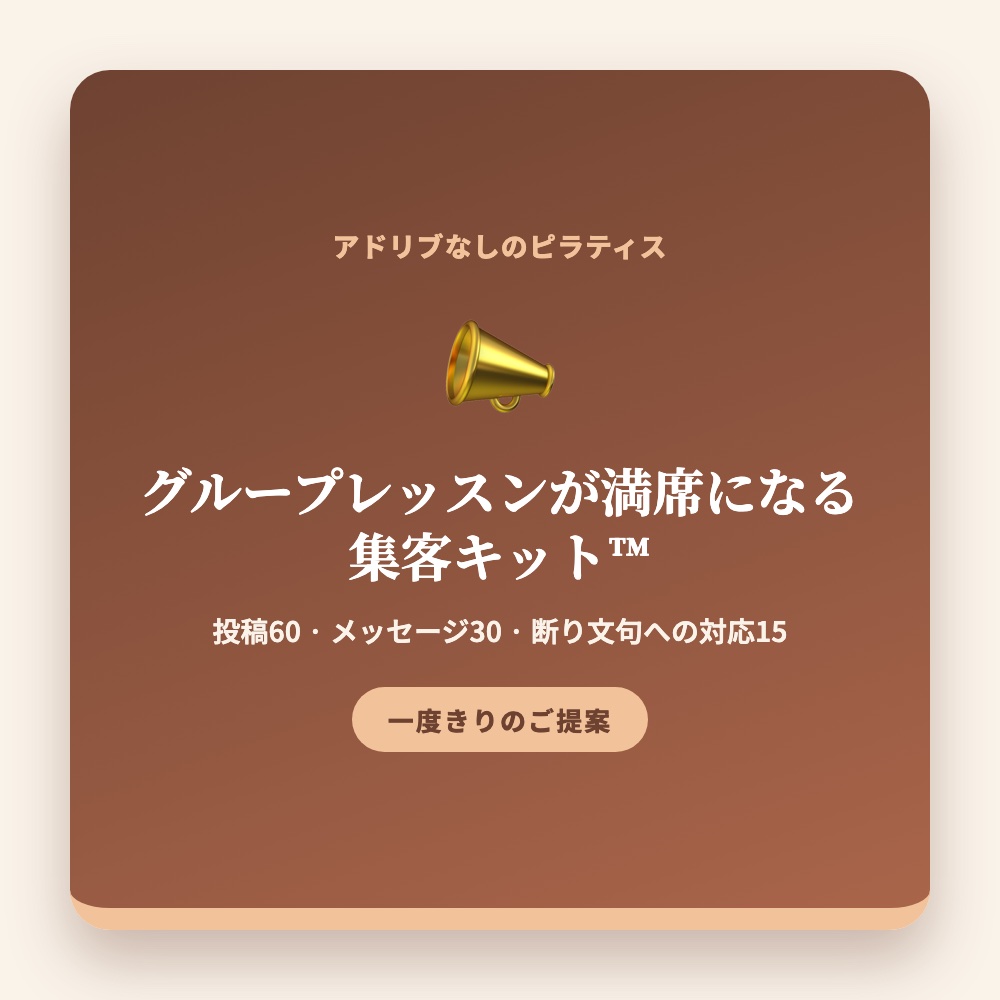 アドリブなしのピラティス
グループレッスンが満席になる
集客キット™
投稿60 · メッセージ30 · 断り文句への対応15
一度きりのご提案